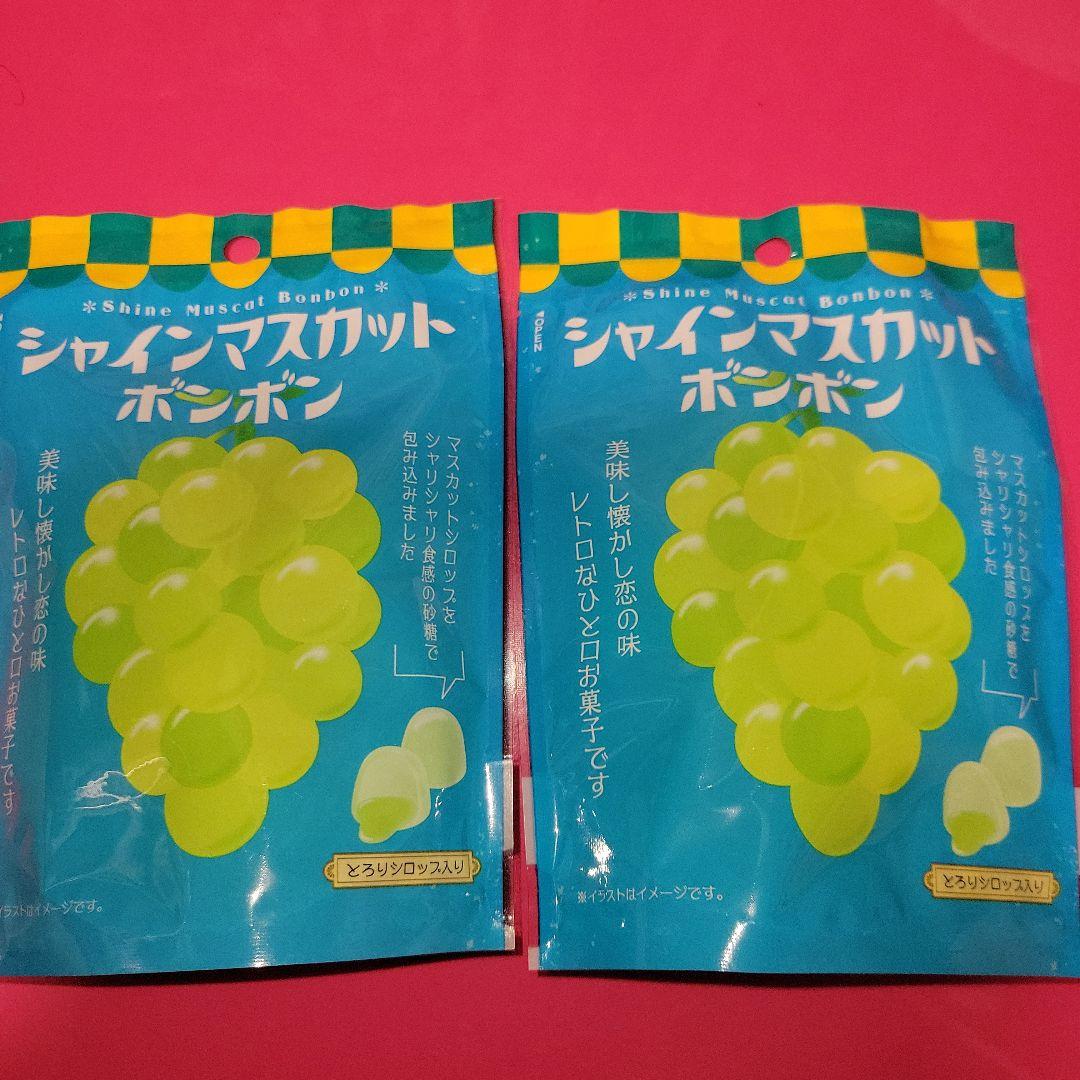 *Shine Muscat Bonbon*
シャインマスカット
ボンボン
マスカットシロップを
シャリシャリ食感の砂糖で
包み込みました
美味し懐かし恋の味
レトロなひと口お菓子です
とろりシロップ入り
イラストはイメージです。
◀OPEN
*Shine Muscat Bonbon*
シャインマスカット
ボンボン
マスカットシロップを
シャリシャリ食感の砂糖で
包み込みました
美味し懐かし恋の味
レトロなひと口お菓子です
とろりシロップ入り
※イラストはイメージです。